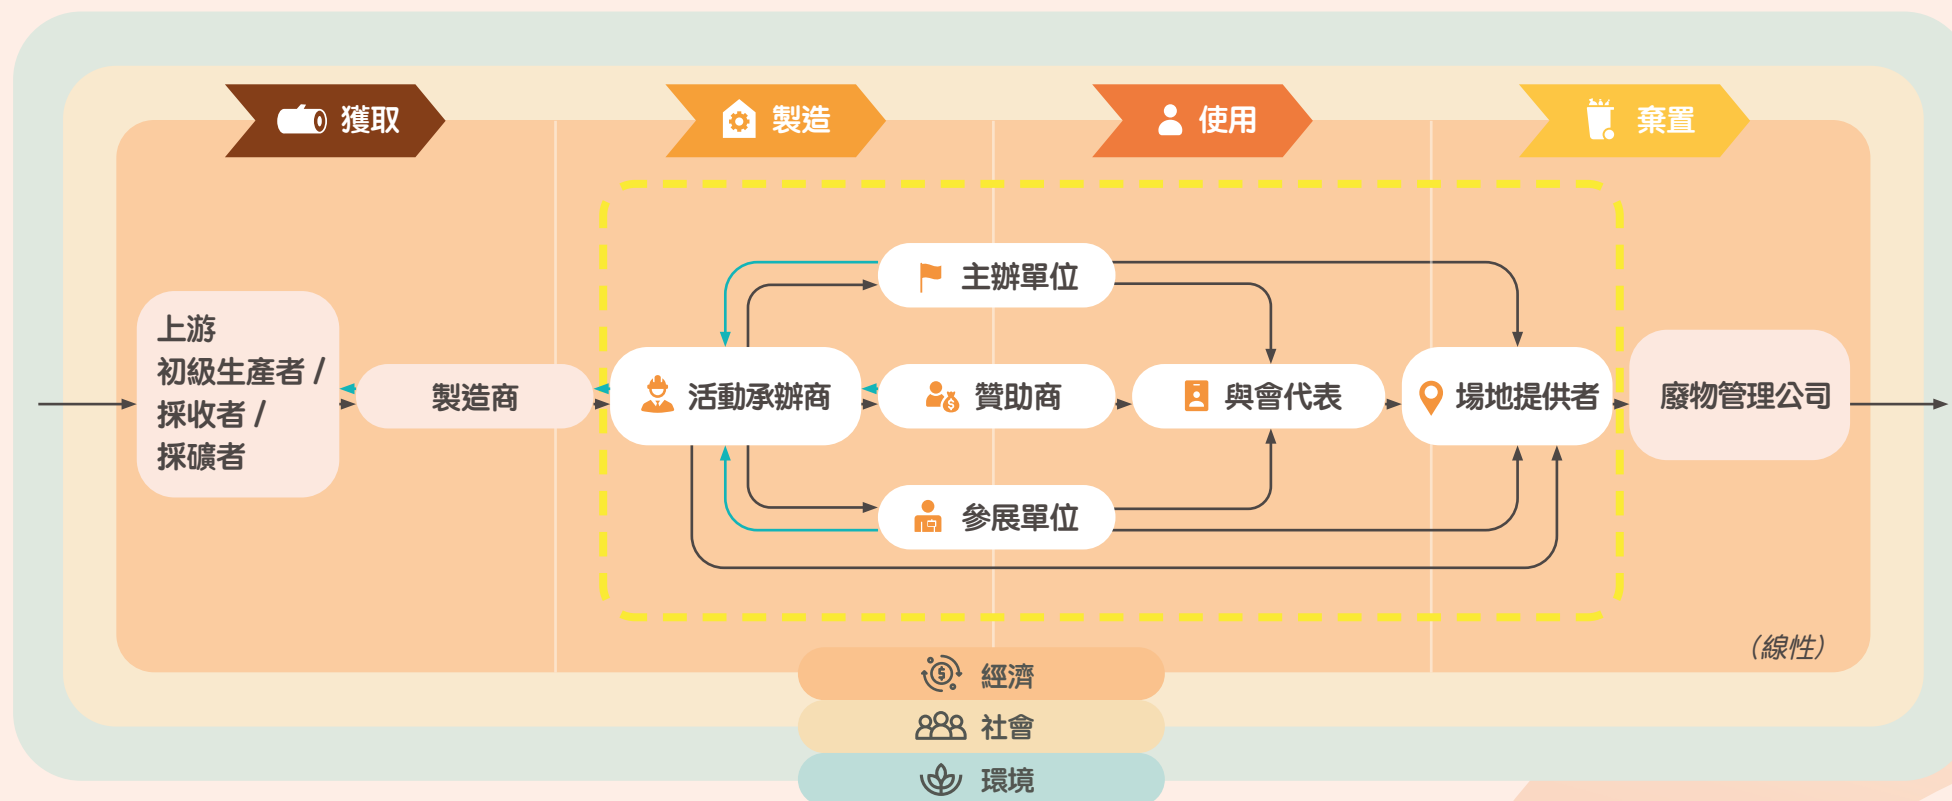 獲取
製造
使用
棄置
上游
初級生產者 /
採收者 /
採礦者
製造商
活動承辦商
主辦單位
贊助商
參展單位
與會代表
場地提供者
廢物管理公司
（線性）
經濟
社會
環境